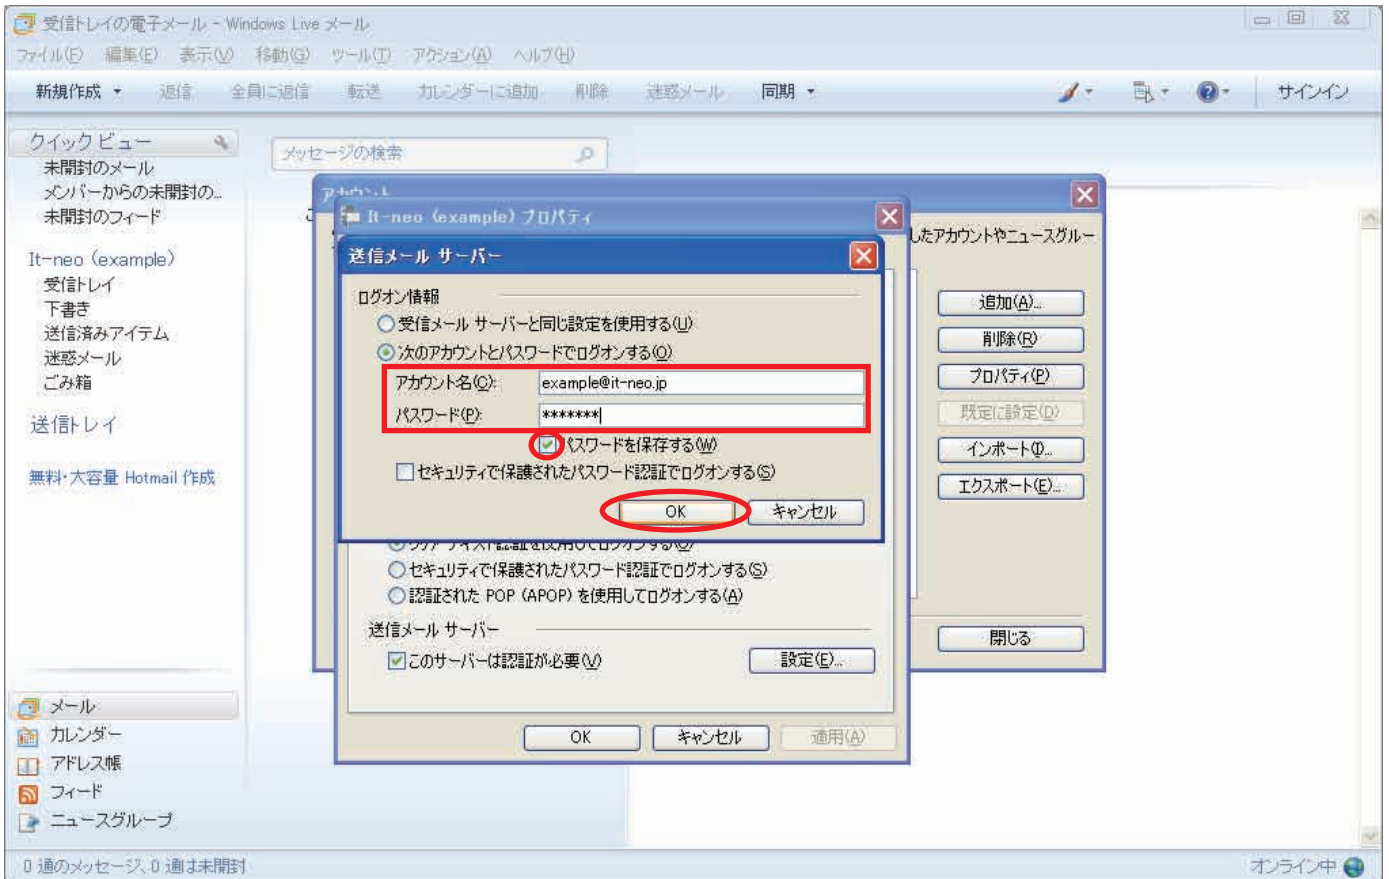 受信トレイの電子メール - Windows Live メール
ファイル(F) 編集(E) 表示(V) 移動(G) ツール(T) アクション(A) ヘルプ(H)
新規作成 返信 全員に返信 転送 カレンダーに追加 削除 迷惑メール 同期 サインイン
クイック ビュー
未開封のメール
メンバーからの未開封の...
未開封のフィード
It-neo (example)
受信トレイ
下書き
送信済みアイテム
迷惑メール
ごみ箱
送信トレイ
無料・大容量 Hotmail 作成
メール
カレンダー
アドレス帳
フィード
ニュースグループ
メッセージの検索
アカウント
したアカウントやニュースグルー
追加(A)...
削除(R)
プロパティ(P)
既定に設定(D)
インポート(I)...
エクスポート(E)...
閉じる
It-neo (example) プロパティ
送信メール サーバー
ログオン情報
受信メール サーバーと同じ設定を使用する(U)
次のアカウントとパスワードでログオンする(O)
アカウント名(C): example@it-neo.jp
パスワード(P): *******
パスワードを保存する(W)
セキュリティで保護されたパスワード認証でログオンする(S)
OK キャンセル
セキュリティで保護されたパスワード認証でログオンする(S)
認証された POP (APOP) を使用してログオンする(A)
送信メール サーバー
このサーバーは認証が必要(V) 設定(E)...
OK キャンセル 適用(A)
0 通のメッセージ、0 通は未開封 オンライン中